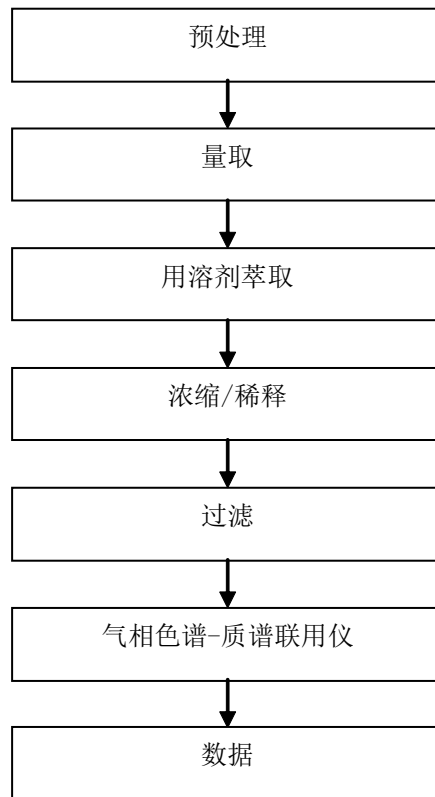 预处理
量取
用溶剂萃取
浓缩/稀释
过滤
气相色谱-质谱联用仪
数据